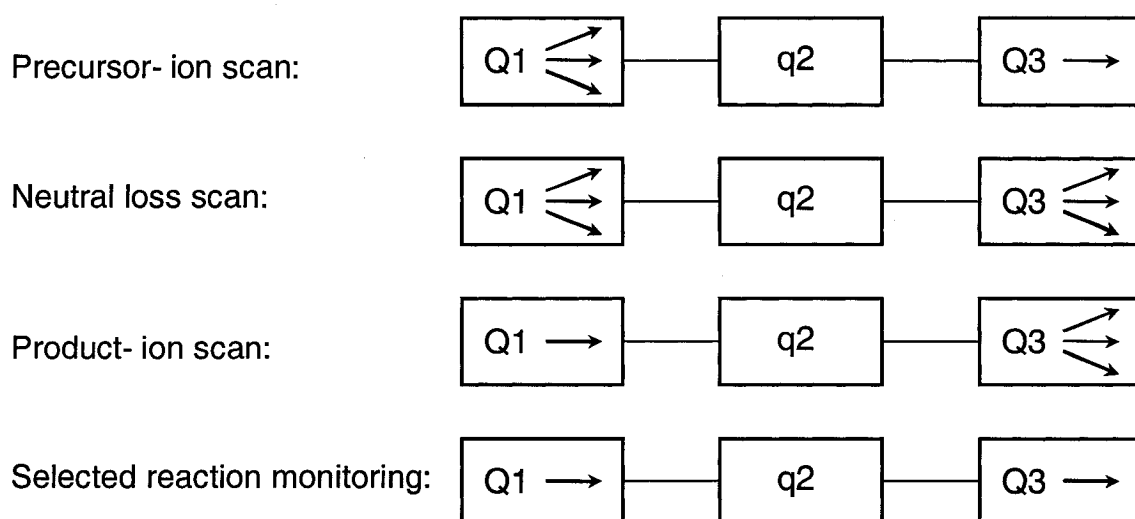 Precursor- ion scan: Q1 q2 Q3
Neutral loss scan: Q1 q2 Q3
Product- ion scan: Q1 q2 Q3
Selected reaction monitoring: Q1 q2 Q3